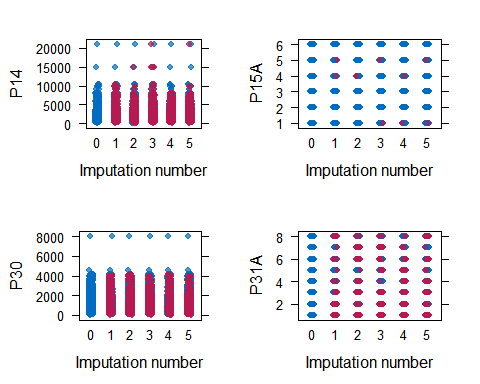 P14
20000
15000
10000
5000
0
0 1 2 3 4 5
Imputation number
P15A
6
5
4
3
2
1
0 1 2 3 4 5
Imputation number
P30
8000
6000
4000
2000
0
0 1 2 3 4 5
Imputation number
P31A
8
6
4
2
0 1 2 3 4 5
Imputation number